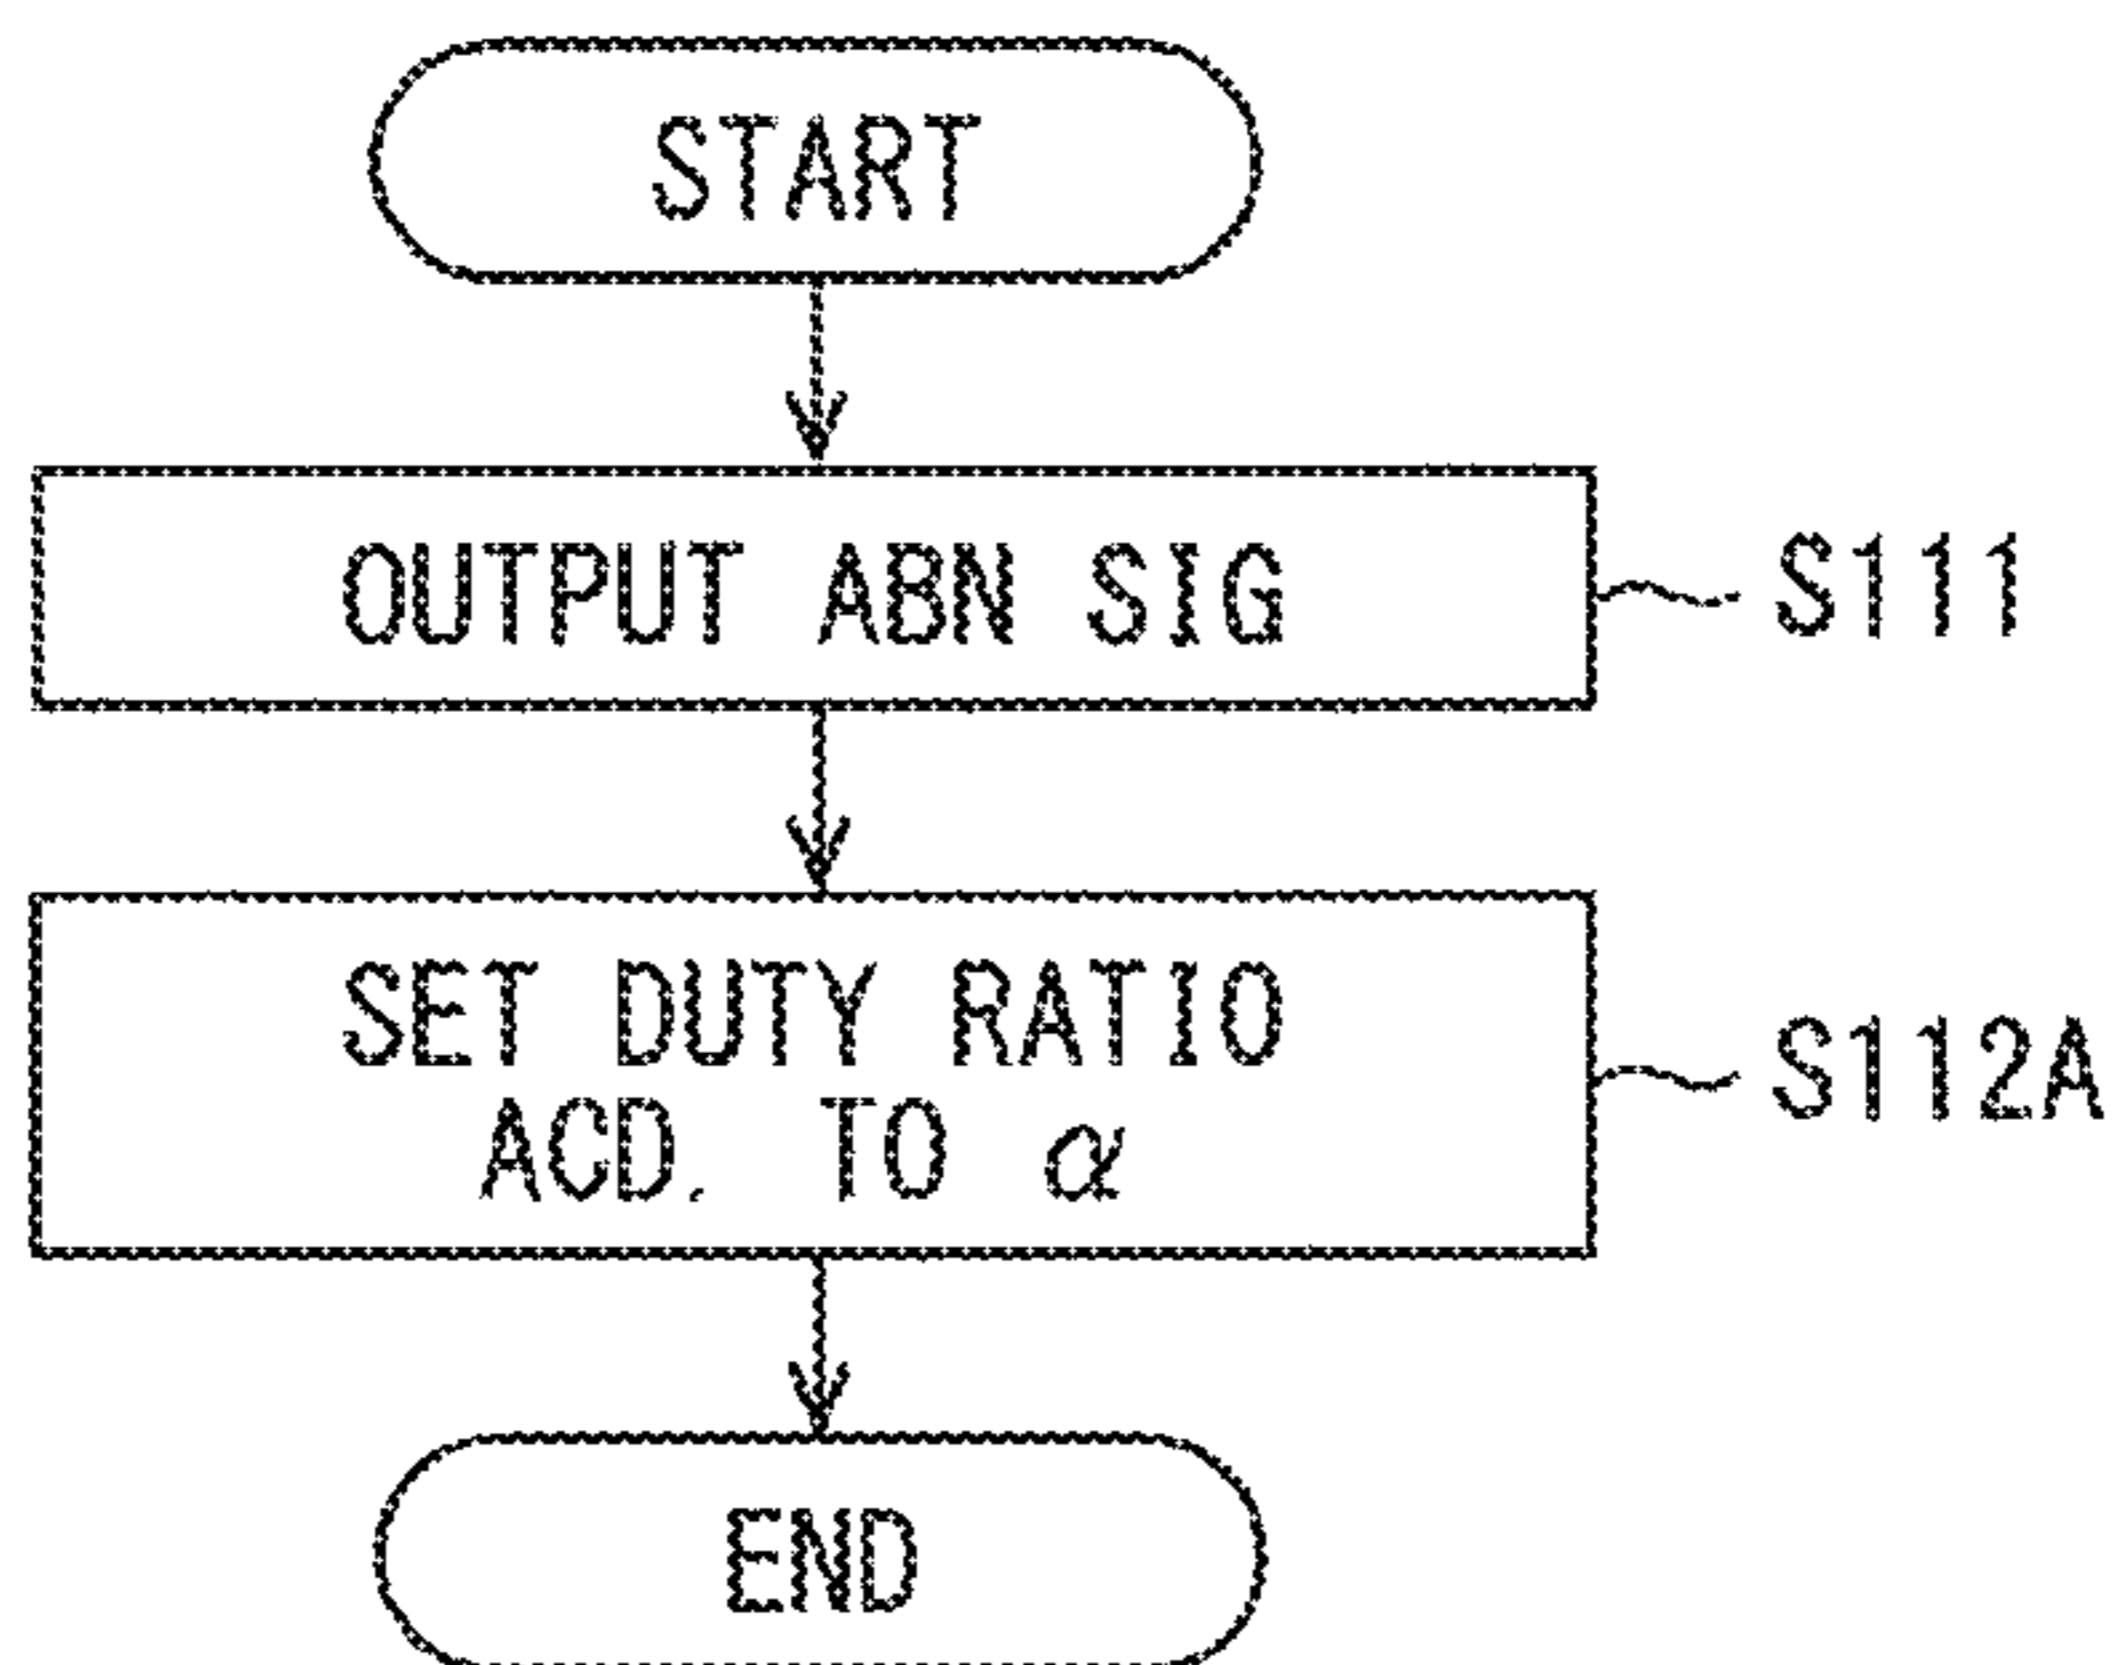 START
OUTPUT ABN SIG
S111
SET DUTY RATIO
ACD. TO α
S112A
END